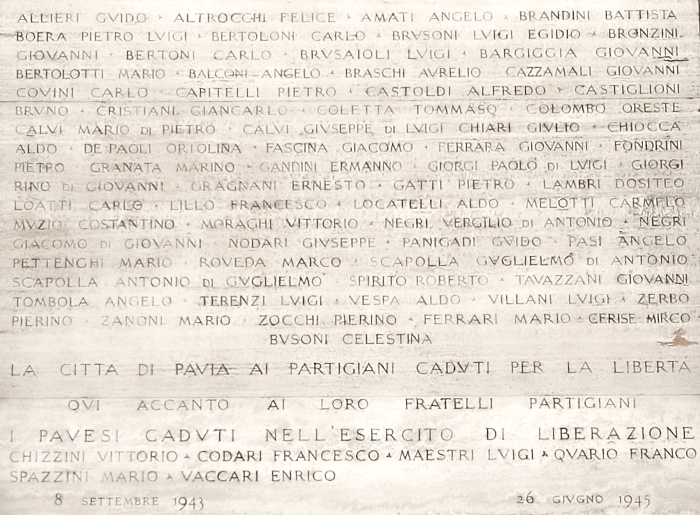 ALLIERI GVIDO · ALTROCCHI FELICE · AMATI ANGELO · BRANDINI BATTISTA
BOERA PIETRO LVIGI · BERTOLONI CARLO · BRVSONI LVIGI EGIDIO · BRONZINI
GIOVANNI · BERTONI CARLO · BRVSAIOLI LVIGI · BARGIGGIA GIOVANNI
BERTOLOTTI MARIO · BALCONI ANGELO · BRASCHI AVRELIO CAZZAMALI GIOVANNI
COVINI CARLO · CAPITELLI PIETRO · CASTOLDI ALFREDO · CASTIGLIONI
BRVNO · CRISTIANI GIANCARLO · COLETTA TOMMASO · COLOMBO ORESTE
CALVI MARIO DI PIETRO · CALVI GIVSEPPE DI LVIGI CHIARI GIVLIO · CHIOCCA
ALDO · DE PAOLI ORIOLINA · FASCINA GIACOMO · FERRARA GIOVANNI · FONDRINI
PIETRO GRANATA MARINO · GANDINI ERMANNO · GIORGI PAOLO DI LVIGI · GIORGI
RINO DI GIOVANNI · GRAGNANI ERNESTO · GATTI PIETRO · LAMBRI DOSITEO
LOATTI CARLO · LILLO FRANCESCO · LOCATELLI ALDO · MELOTTI CARMELO
MVZIO COSTANTINO · MORAGHI VITTORIO · NEGRI VERGILIO DI ANTONIO · NEGRI
GIACOMO DI GIOVANNI · NODARI GIVSEPPE · PANIGADI GVIDO · PASI ANGELO
PETTENGHI MARIO · ROVEDA MARCO · SCAPOLLA GVGLIELMO DI ANTONIO
SCAPOLLA ANTONIO DI GVGLIELMO · SPIRITO ROBERTO · TAVAZZANI GIOVANNI
TOMBOLA ANGELO · TERENZI LVIGI · VESPA ALDO · VILLANI LVIGI · ZERBO
PIERINO · ZANONI MARIO · ZOCCHI PIERINO · FERRARI MARIO · CERISE MIRCO ·
BVSONI CELESTINA
LA CITTA DI PAVIA AI PARTIGIANI CADVTI PER LA LIBERTA
QVI ACCANTO AI LORO FRATELLI PARTIGIANI
I PAVESI CADVTI NELL'ESERCITO DI LIBERAZIONE
CHIZZINI VITTORIO · CODARI FRANCESCO · MAESTRI LVIGI · QVARIO FRANCO
SPAZZINI MARIO · VACCARI ENRICO
8 SETTEMBRE 1943 26 GIVGNO 1945